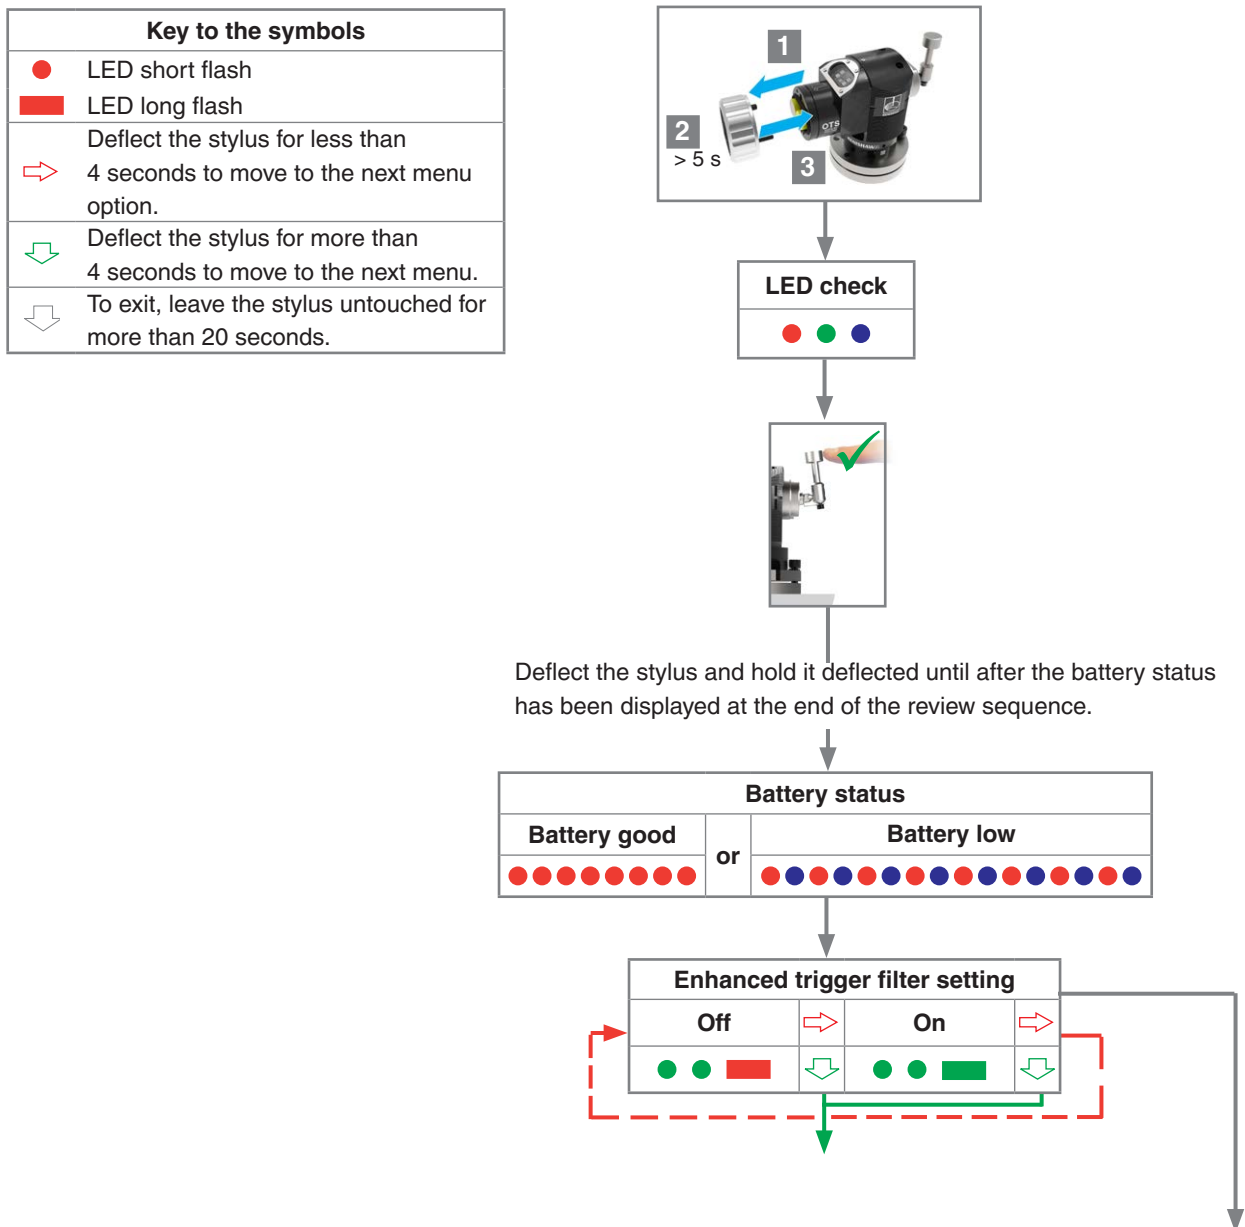 Key to the symbols
LED short flash
LED long flash
Deflect the stylus for less than
4 seconds to move to the next menu
option.
Deflect the stylus for more than
4 seconds to move to the next menu.
To exit, leave the stylus untouched for
more than 20 seconds.
1
2
> 5 s
3
OTS
LED check
Deflect the stylus and hold it deflected until after the battery status
has been displayed at the end of the review sequence.
Battery status
Battery good
or
Battery low
Enhanced trigger filter setting
Off
On